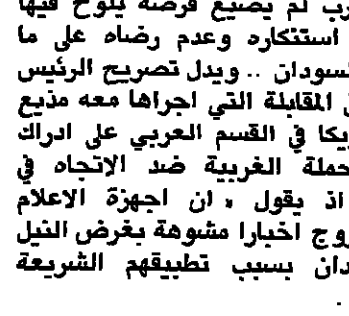 رب لم يضيع فرصة يلوح فيها
استنكاره وعدم رضاه على ما
لسودان .. ويدل تصريح الرئيس
المقابلة التي اجراها معه مذيع
يكا في القسم العربي على ادراك
حملة الغربية ضد الاتجاه في
اذ يقول « ان اجهزة الاعلام
روج اخبارا مشوهة بغرض النيل
دان بسبب تطبيقهم الشريعة
.